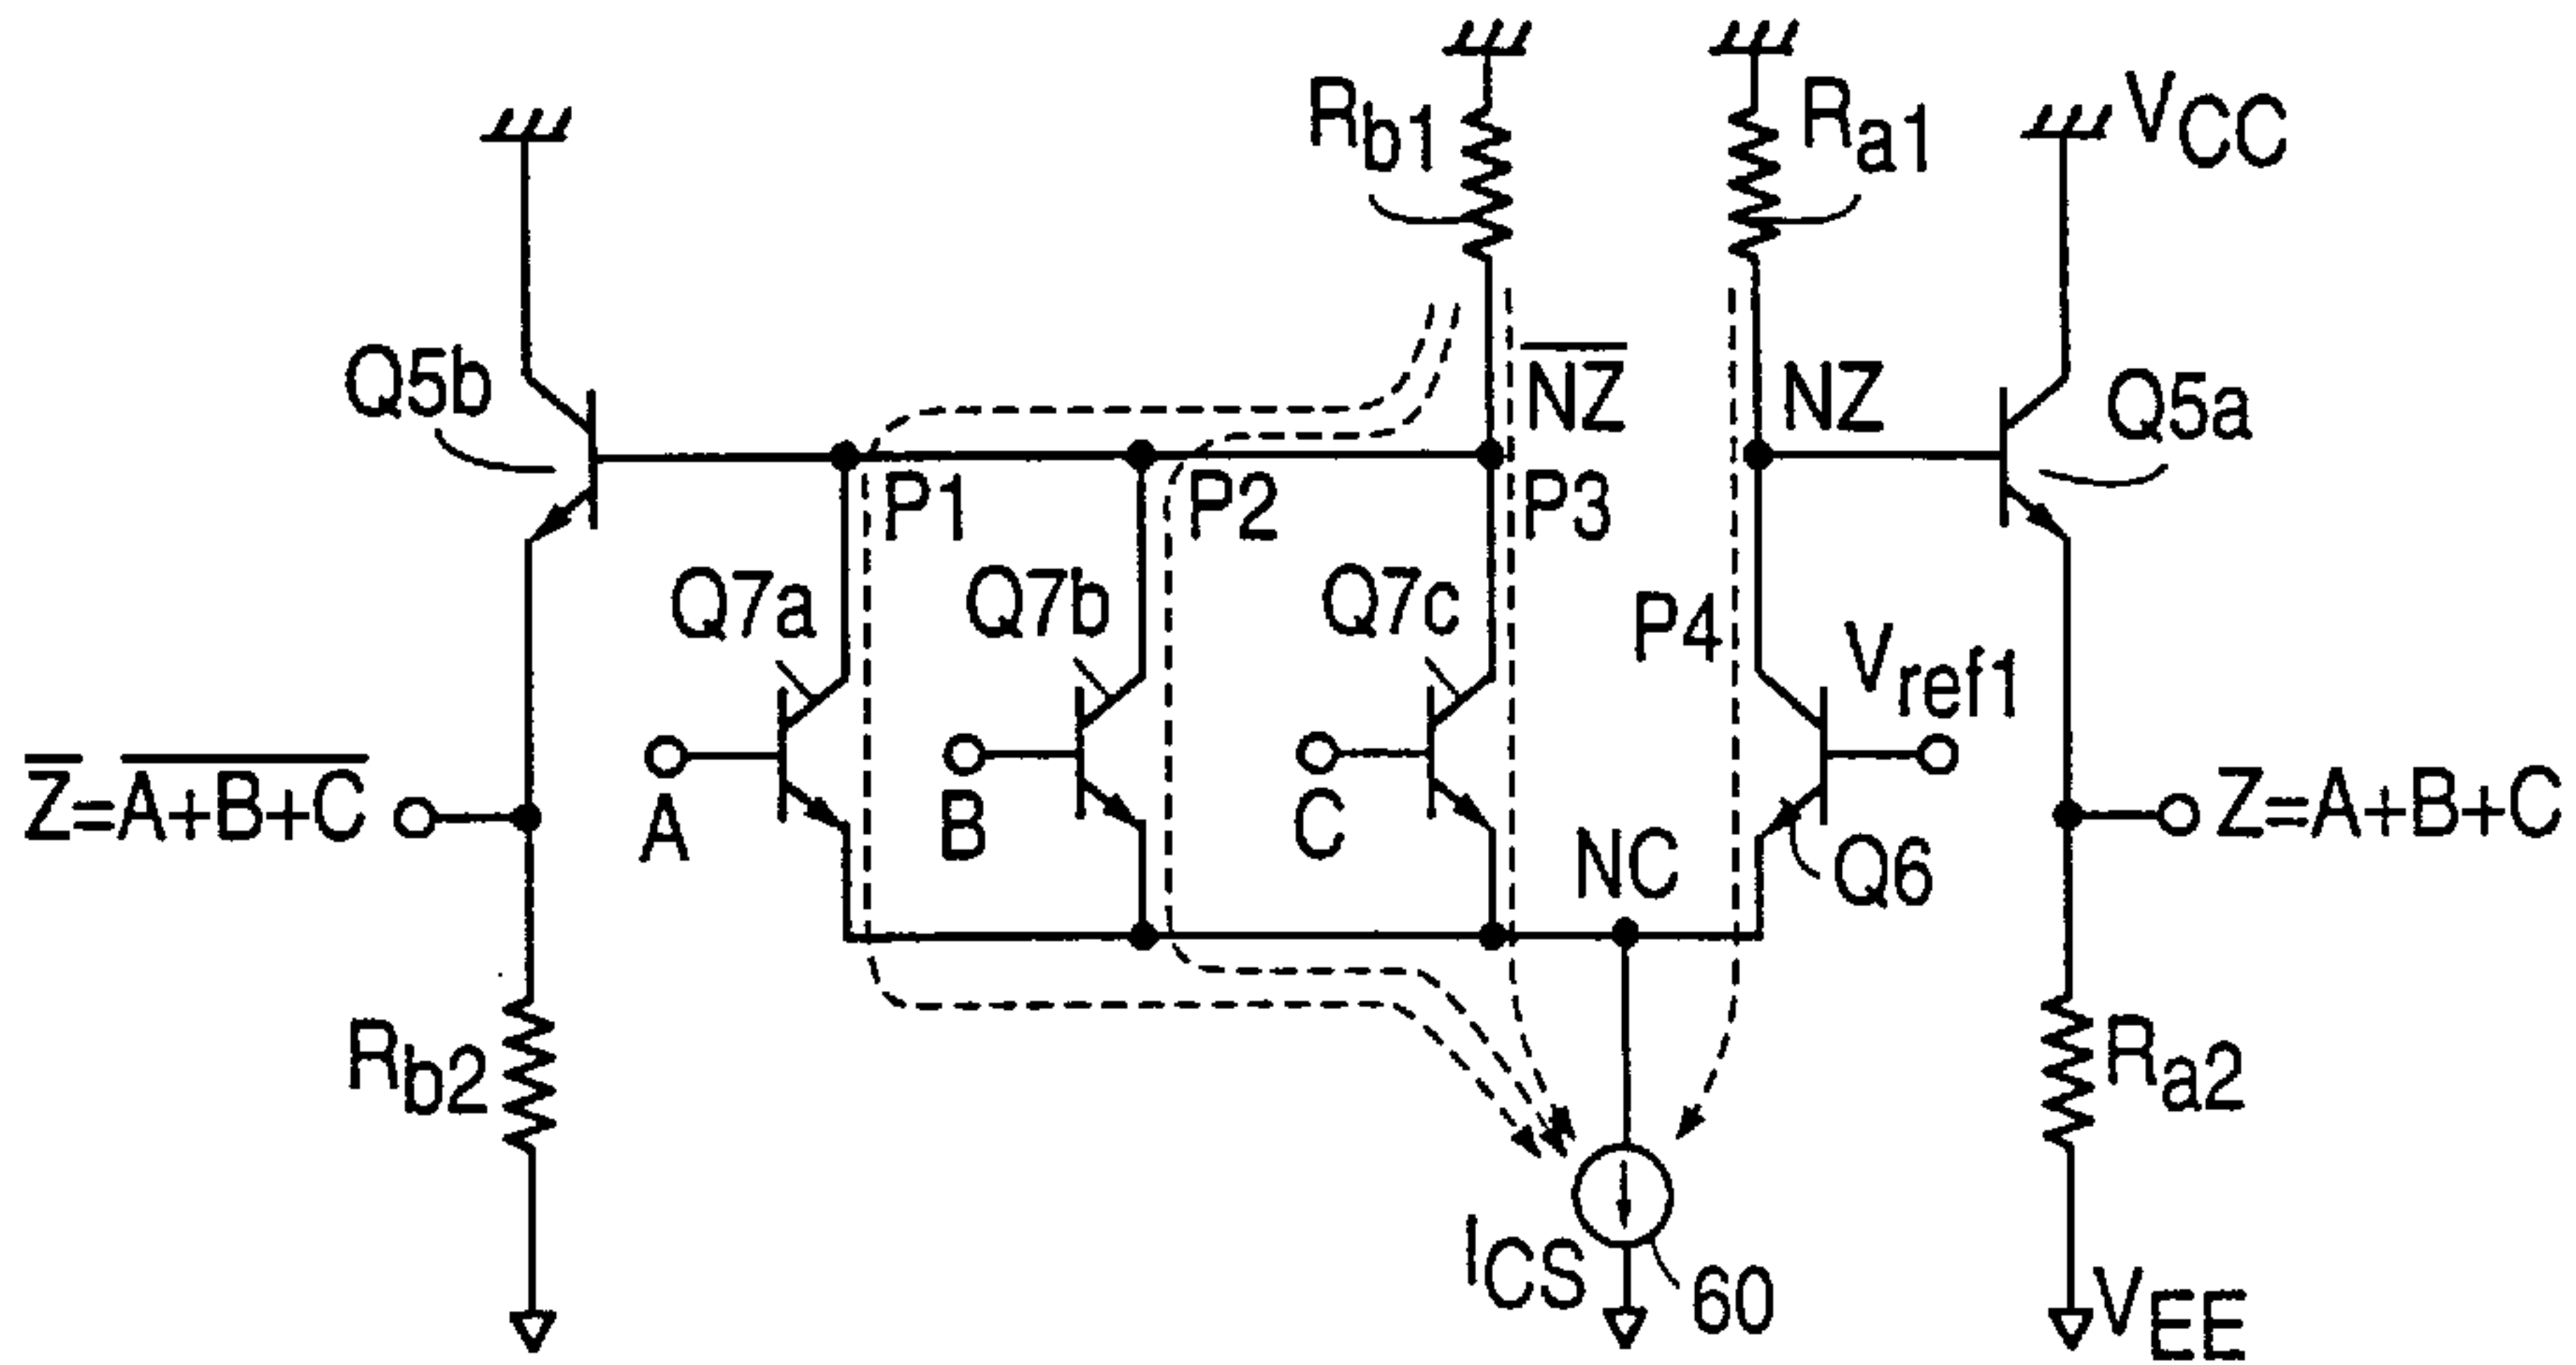 Rb1
Ra1
VCC
Q5b
N̅Z̅
NZ
Q5a
P1
P2
P3
Q7a
Q7b
Q7c
P4
Vref1
Z̅=A̅+̅B̅+̅C̅
A
B
C
NC
Q6
Z=A+B+C
Rb2
Ra2
ICS
60
VEE